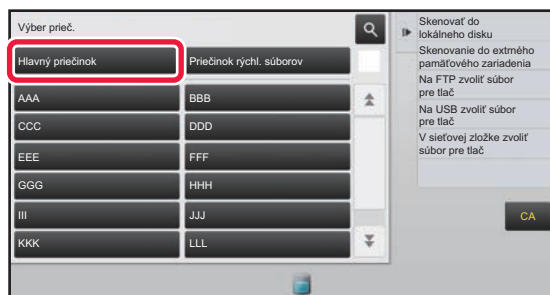 Výber prieč.
Hlavný priečinok
Priečinok rýchl. súborov
AAA
BBB
CCC
DDD
EEE
FFF
GGG
HHH
III
JJJ
KKK
LLL
Skenovať do
lokálneho disku
Skenovanie do extrného
pamäťového zariadenia
Na FTP zvoliť súbor
pre tlač
Na USB zvoliť súbor
pre tlač
V sieťovej zložke zvoliť
súbor pre tlač
CA